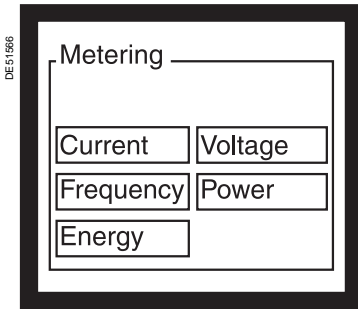 DE51566
Metering
Current Voltage
Frequency Power
Energy